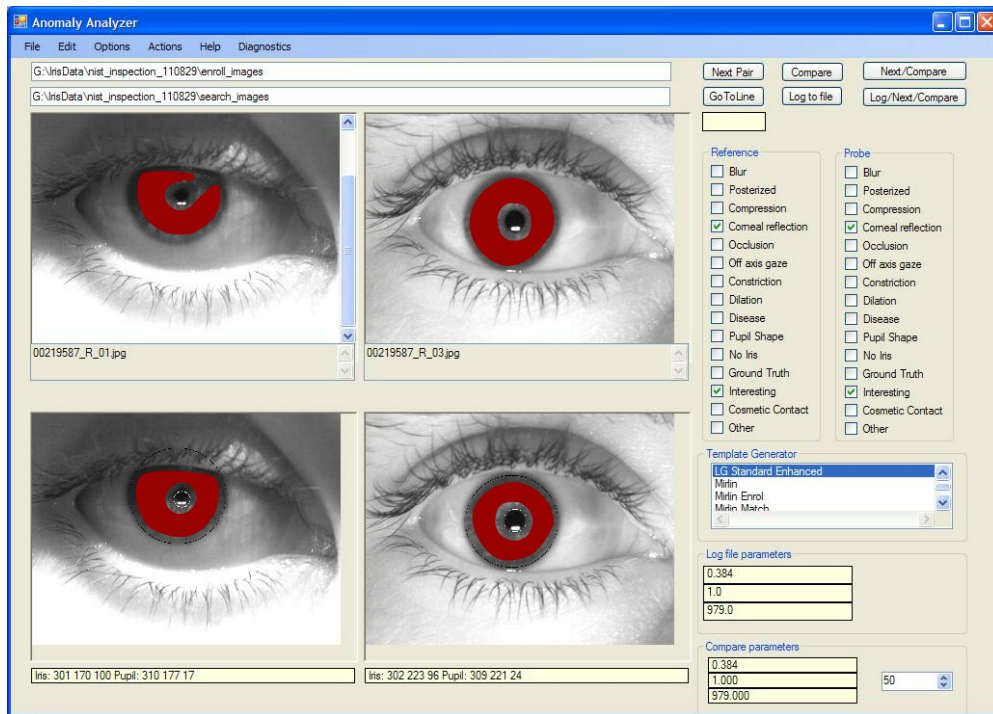 Anomaly Analyzer
File Edit Options Actions Help Diagnostics
G:\IrisData\nist_inspection_110829\enroll_images
G:\IrisData\nist_inspection_110829\search_images
Next Pair Compare Next/Compare
GoToLine Log to file Log/Next/Compare
00219587_R_01.jpg
00219587_R_03.jpg
Iris: 301 170 100 Pupil: 310 177 17
Iris: 302 223 96 Pupil: 309 221 24
Reference
Blur
Posterized
Compression
Corneal reflection
Occlusion
Off axis gaze
Constriction
Dilation
Disease
Pupil Shape
No Iris
Ground Truth
Interesting
Cosmetic Contact
Other
Probe
Blur
Posterized
Compression
Corneal reflection
Occlusion
Off axis gaze
Constriction
Dilation
Disease
Pupil Shape
No Iris
Ground Truth
Interesting
Cosmetic Contact
Other
Template Generator
LG Standard Enhanced
Mirlin
Mirlin Enrol
Mirlin Match
Log file parameters
0.384
1.0
979.0
Compare parameters
0.384
1.000
979.000
50